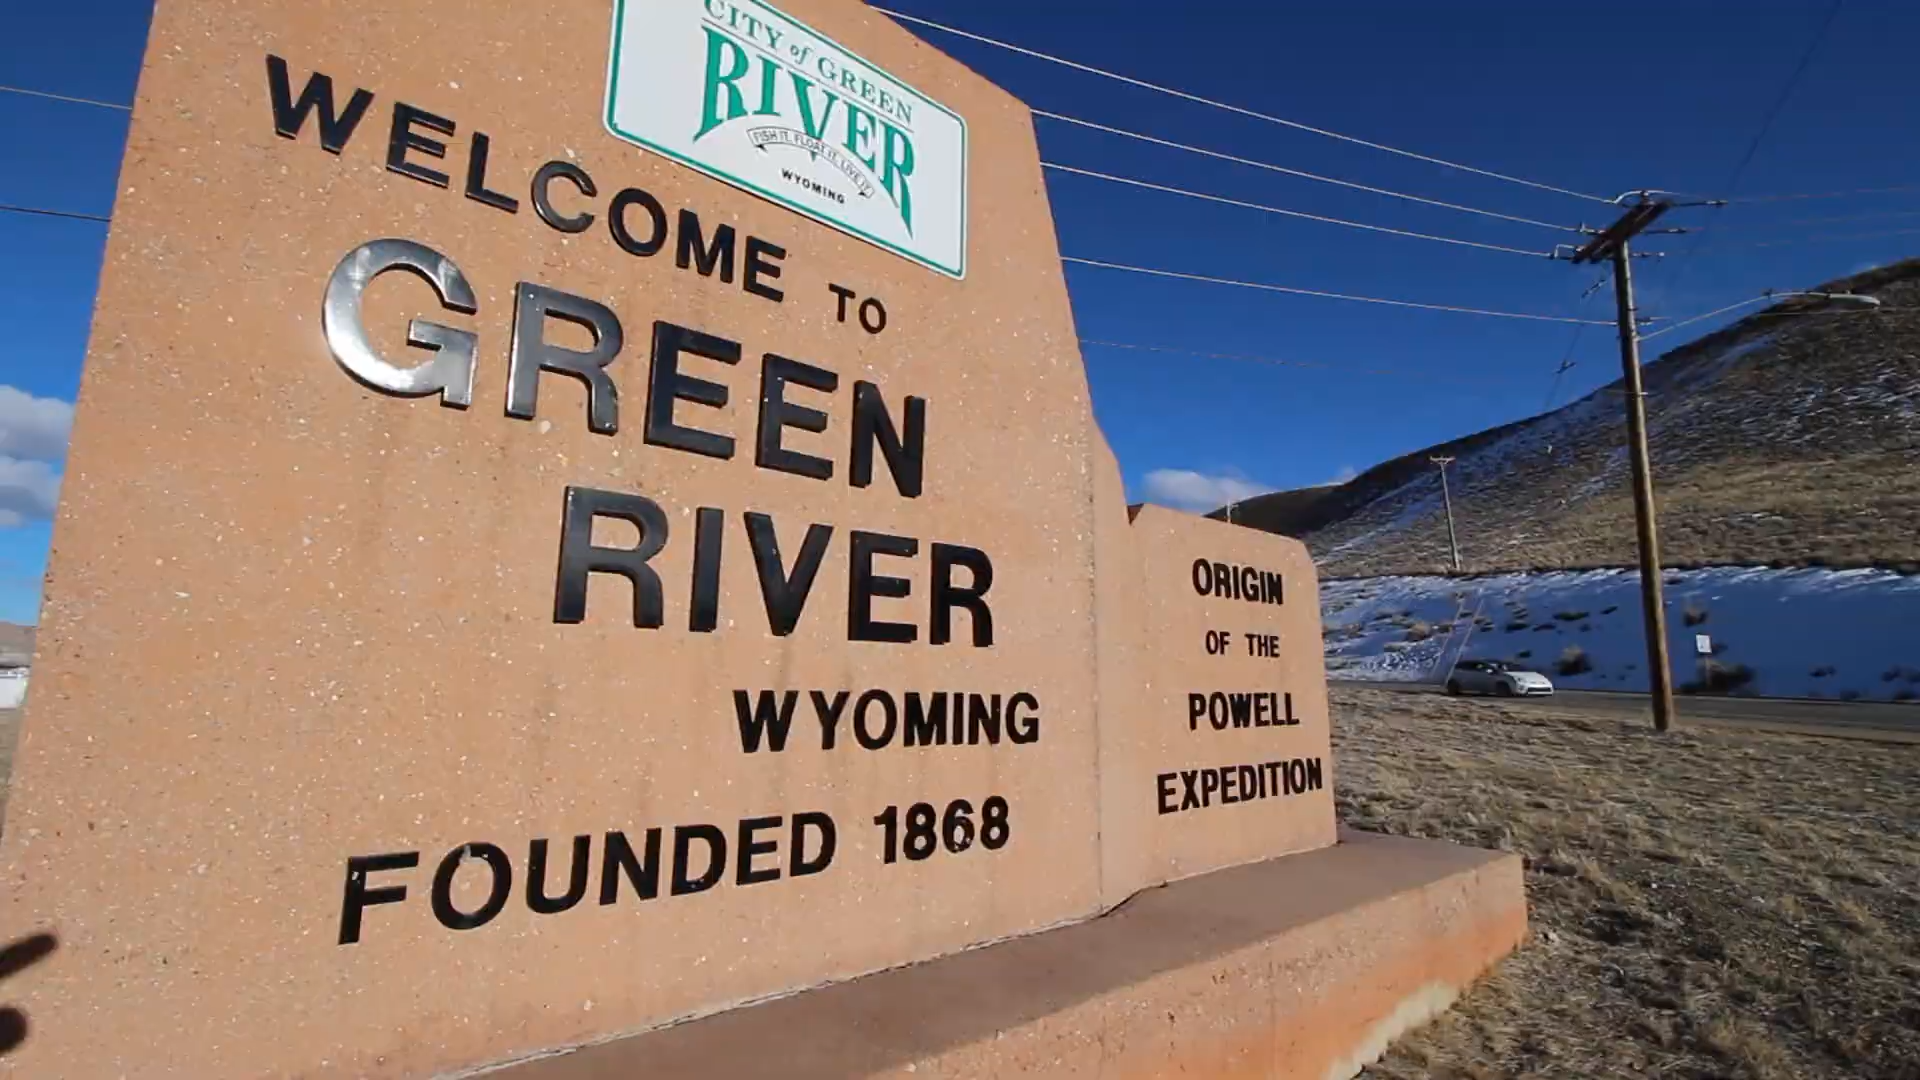 CITY of GREEN
RIVER
FISH IT. FLOAT IT. LIVE IT
WYOMING
WELCOME TO
GREEN
RIVER
WYOMING
FOUNDED 1868
ORIGIN
OF THE
POWELL
EXPEDITION